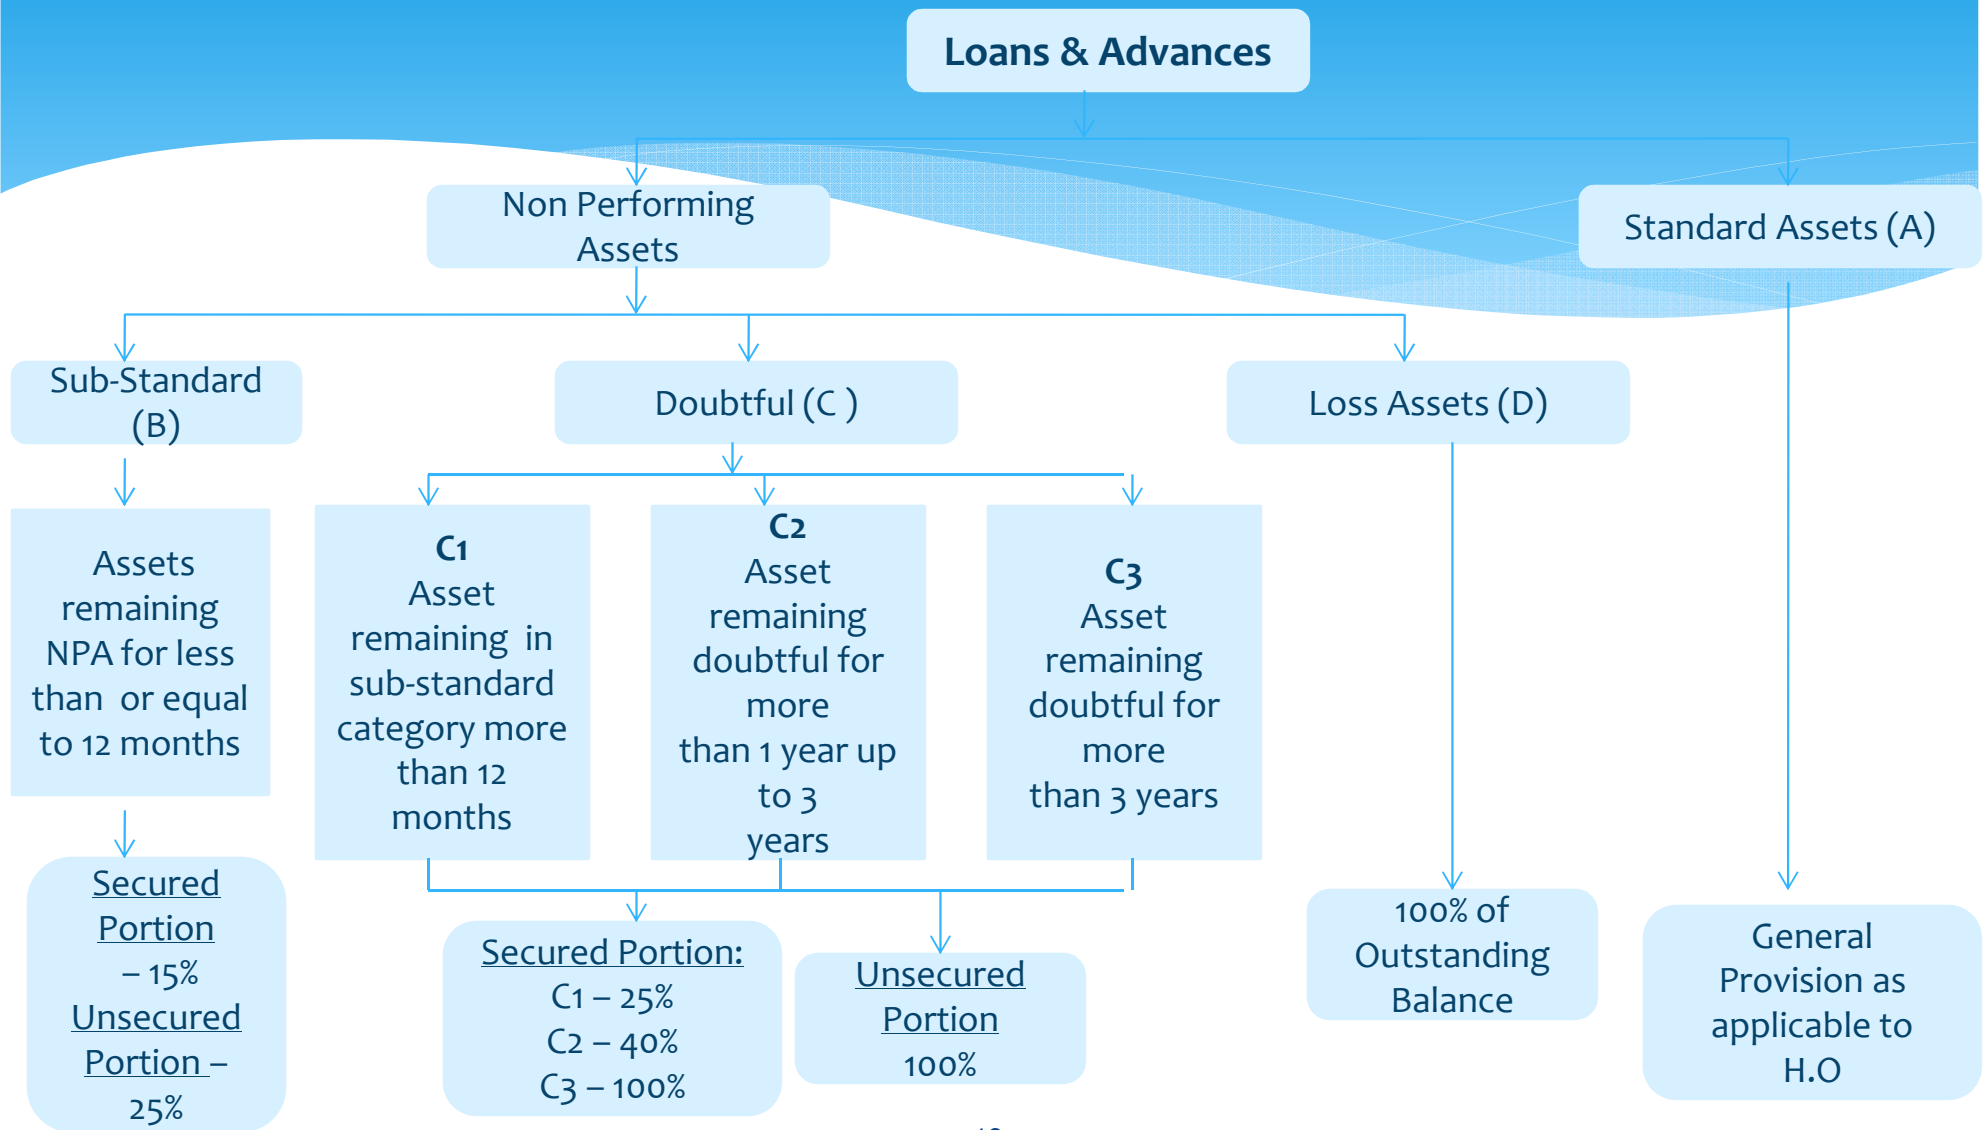 Loans & Advances
Non Performing
Assets
Standard Assets (A)
Sub-Standard
(B)
Doubtful (C )
Loss Assets (D)
Assets
remaining
NPA for less
than or equal
to 12 months
C1
Asset
remaining in
sub-standard
category more
than 12
months
C2
Asset
remaining
doubtful for
more
than 1 year up
to 3
years
C3
Asset
remaining
doubtful for
more
than 3 years
Secured
Portion
– 15%
Unsecured
Portion –
25%
Secured Portion:
C1 – 25%
C2 – 40%
C3 – 100%
Unsecured
Portion
100%
100% of
Outstanding
Balance
General
Provision as
applicable to
H.O